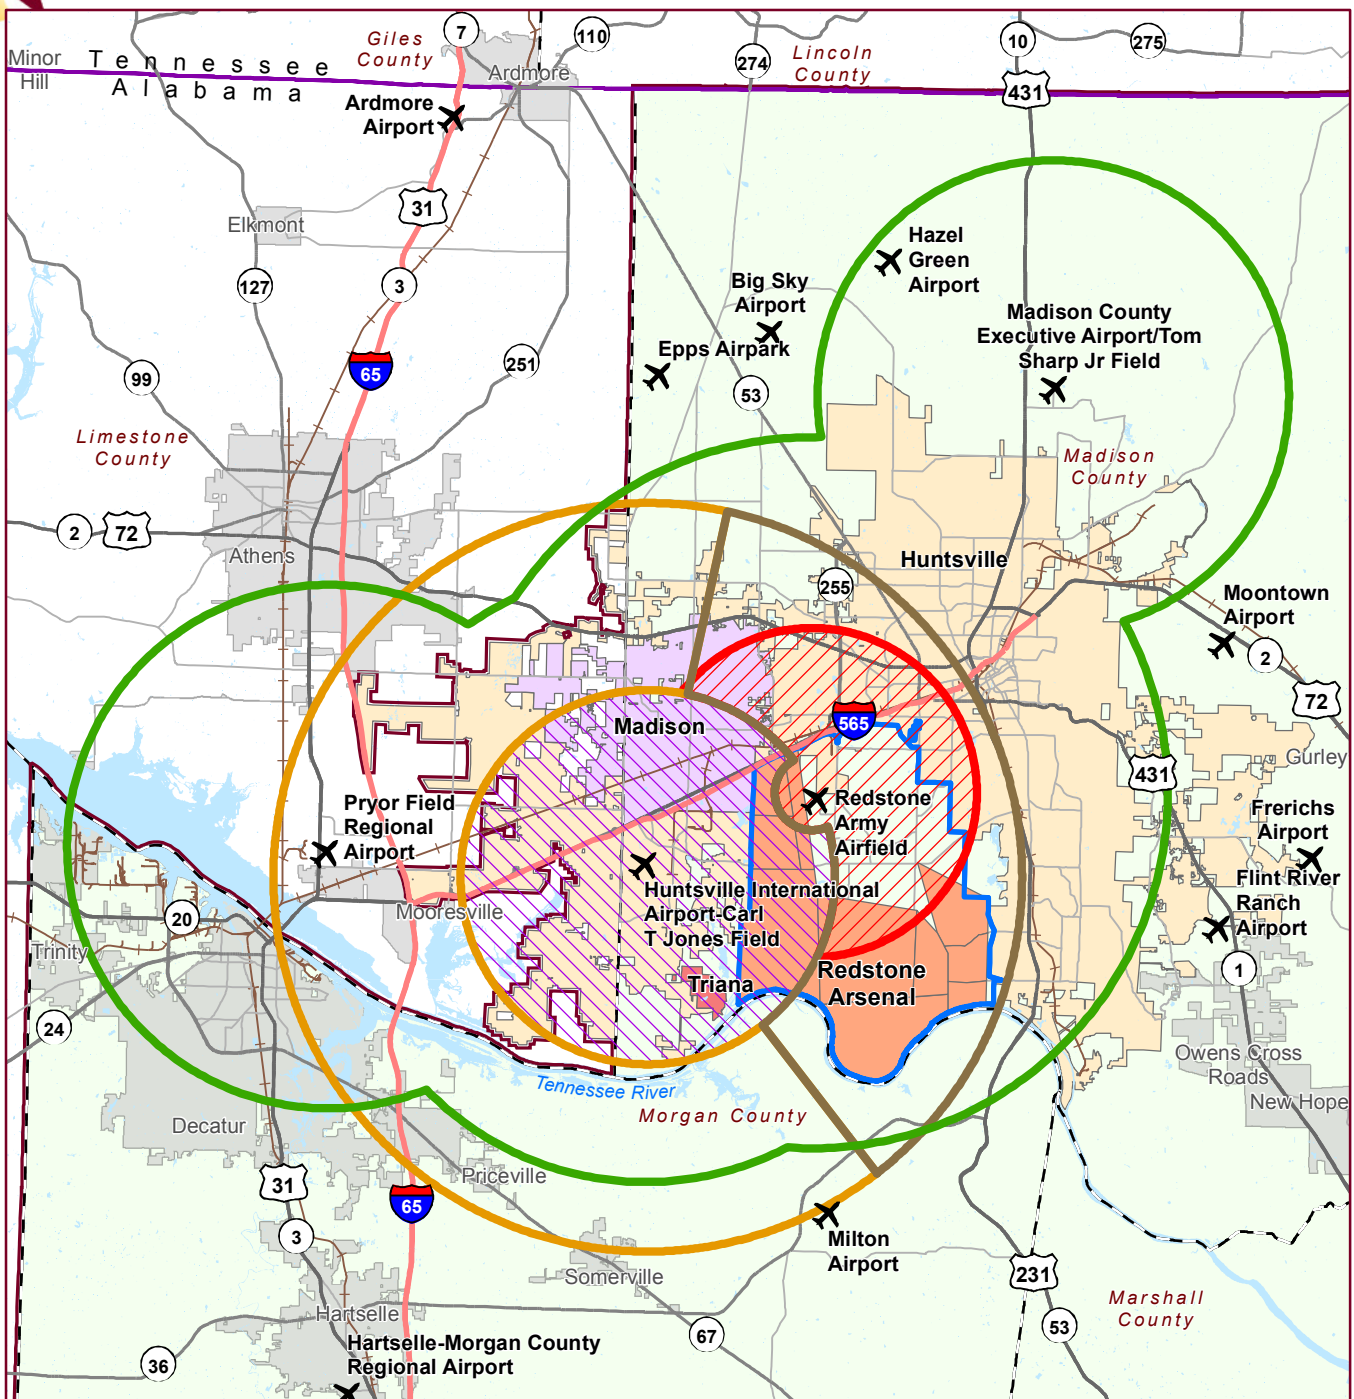 7
110
Giles
County
Minor
Hill
Tennessee
Alabama
Ardmore
274
Lincoln
County
10
275
431
Ardmore
Airport
31
Elkmont
127
3
Hazel
Green
Airport
Big Sky
Airport
Madison County
Executive Airport/Tom
Sharp Jr Field
Epps Airpark
99
65
251
53
Limestone
County
Madison
County
2
72
Athens
Huntsville
255
Moontown
Airport
2
72
Madison
565
Gurley
431
Pryor Field
Regional
Airport
Redstone
Army
Airfield
Frerichs
Airport
Flint River
Ranch
Airport
Huntsville International
Airport-Carl
T Jones Field
Mooresville
20
Trinity
Triana
Redstone
Arsenal
1
24
Owens Cross
Roads
New Hope
Tennessee River
Morgan County
Decatur
31
Priceville
65
3
Milton
Airport
Somerville
231
Marshall
County
Hartselle
53
67
Hartselle-Morgan County
Regional Airport
36